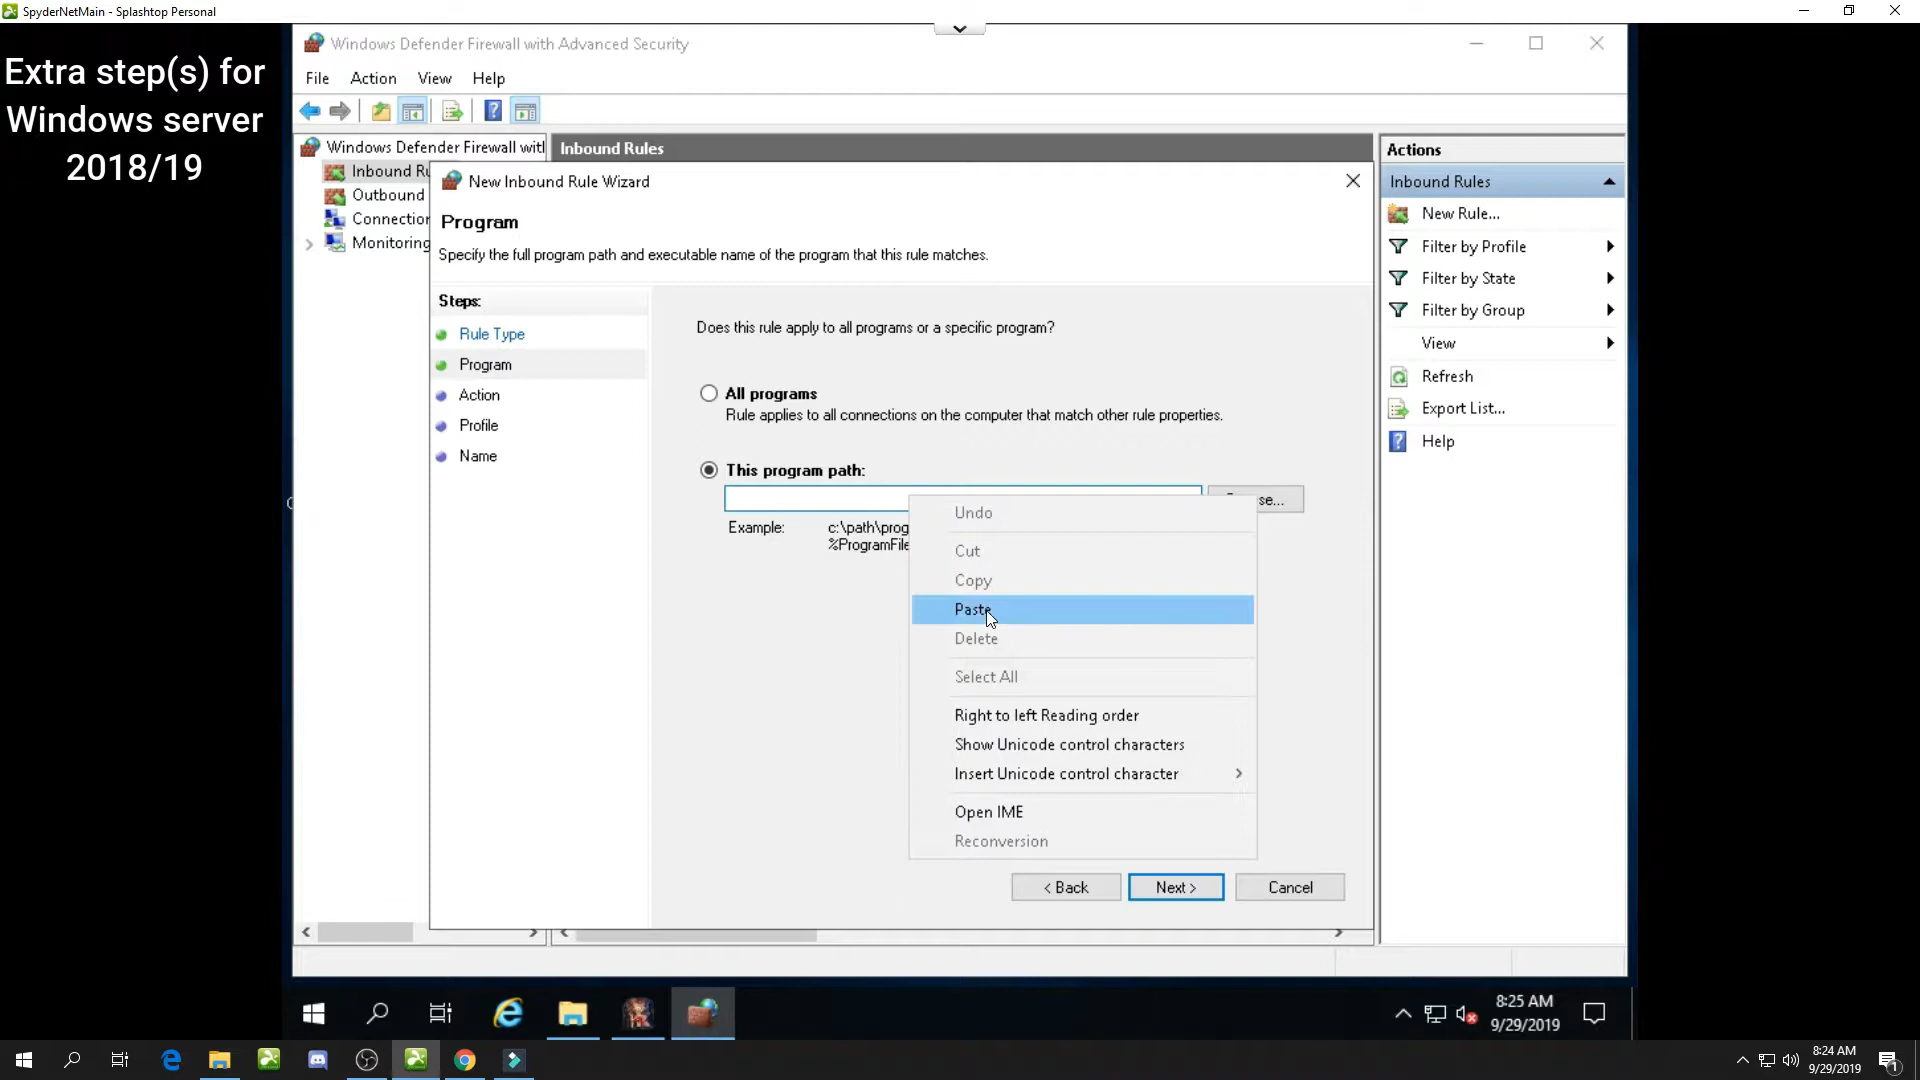 SpyderNetMain - Splashtop Personal
Extra step(s) for
Windows server
2018/19
Windows Defender Firewall with Advanced Security
File Action View Help
Windows Defender Firewall witl
Inbound Ru
Outbound
Connection
Monitoring
Inbound Rules
New Inbound Rule Wizard
Program
Specify the full program path and executable name of the program that this rule matches.
Steps:
Rule Type
Program
Action
Profile
Name
Does this rule apply to all programs or a specific program?
All programs
Rule applies to all connections on the computer that match other rule properties.
This program path:
se...
Example:
c:\path\prog
%ProgramFile
Undo
Cut
Copy
Paste
Delete
Select All
Right to left Reading order
Show Unicode control characters
Insert Unicode control character
Open IME
Reconversion
< Back
Next >
Cancel
Actions
Inbound Rules
New Rule...
Filter by Profile
Filter by State
Filter by Group
View
Refresh
Export List...
Help
8:25 AM
9/29/2019
8:24 AM
9/29/2019
1